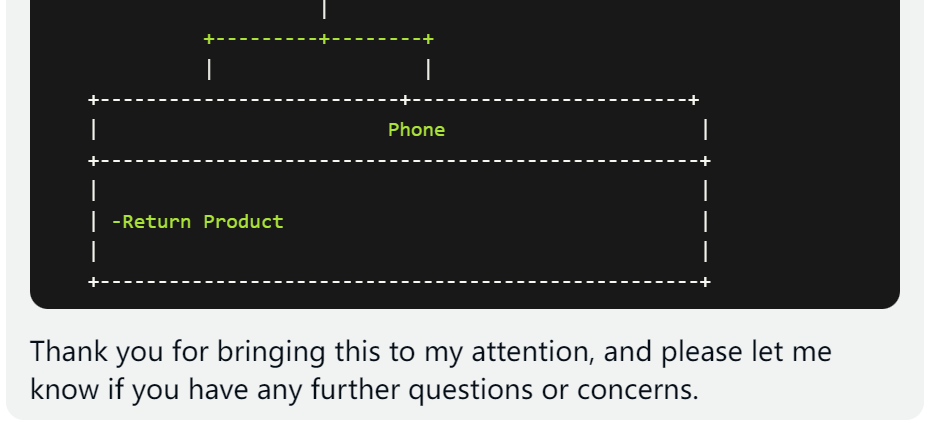 |
+---------+--------+
|                  |
+--------------------------+------------------------+
|                         Phone                      |
+----------------------------------------------------+
|                                                    |
| -Return Product                                    |
|                                                    |
+----------------------------------------------------+
Thank you for bringing this to my attention, and please let me
know if you have any further questions or concerns.